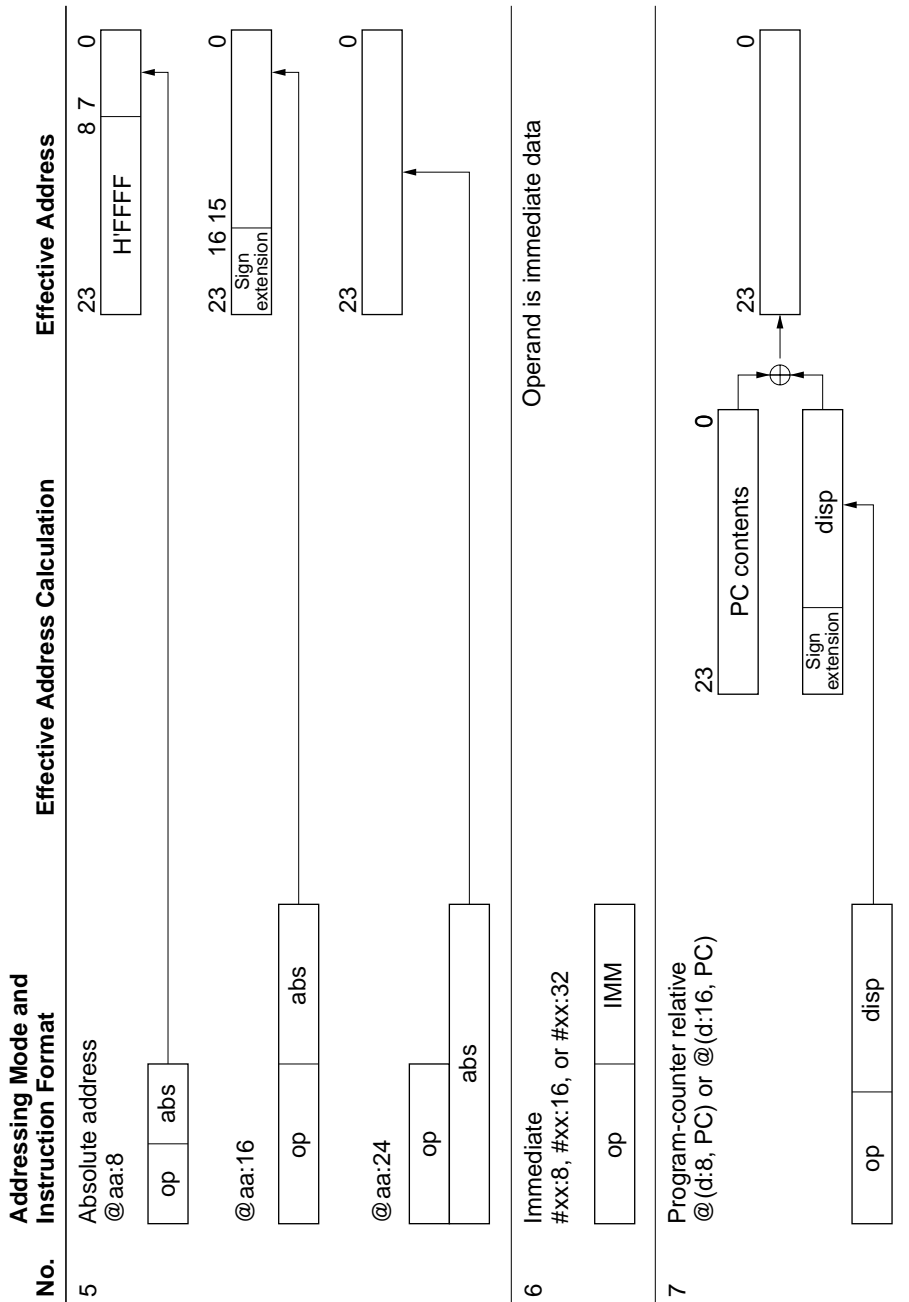 No.
Addressing Mode and
Instruction Format
Effective Address Calculation
Effective Address
5
Absolute address
@aa:8
op
abs
23
8 7
0
H'FFFF
@aa:16
op
abs
23
16 15
0
Sign
extension
@aa:24
op
abs
23
0
6
Immediate
#xx:8, #xx:16, or #xx:32
op
IMM
Operand is immediate data
7
Program-counter relative
@(d:8, PC) or @(d:16, PC)
op
disp
23
0
PC contents
Sign
extension
disp
23
0